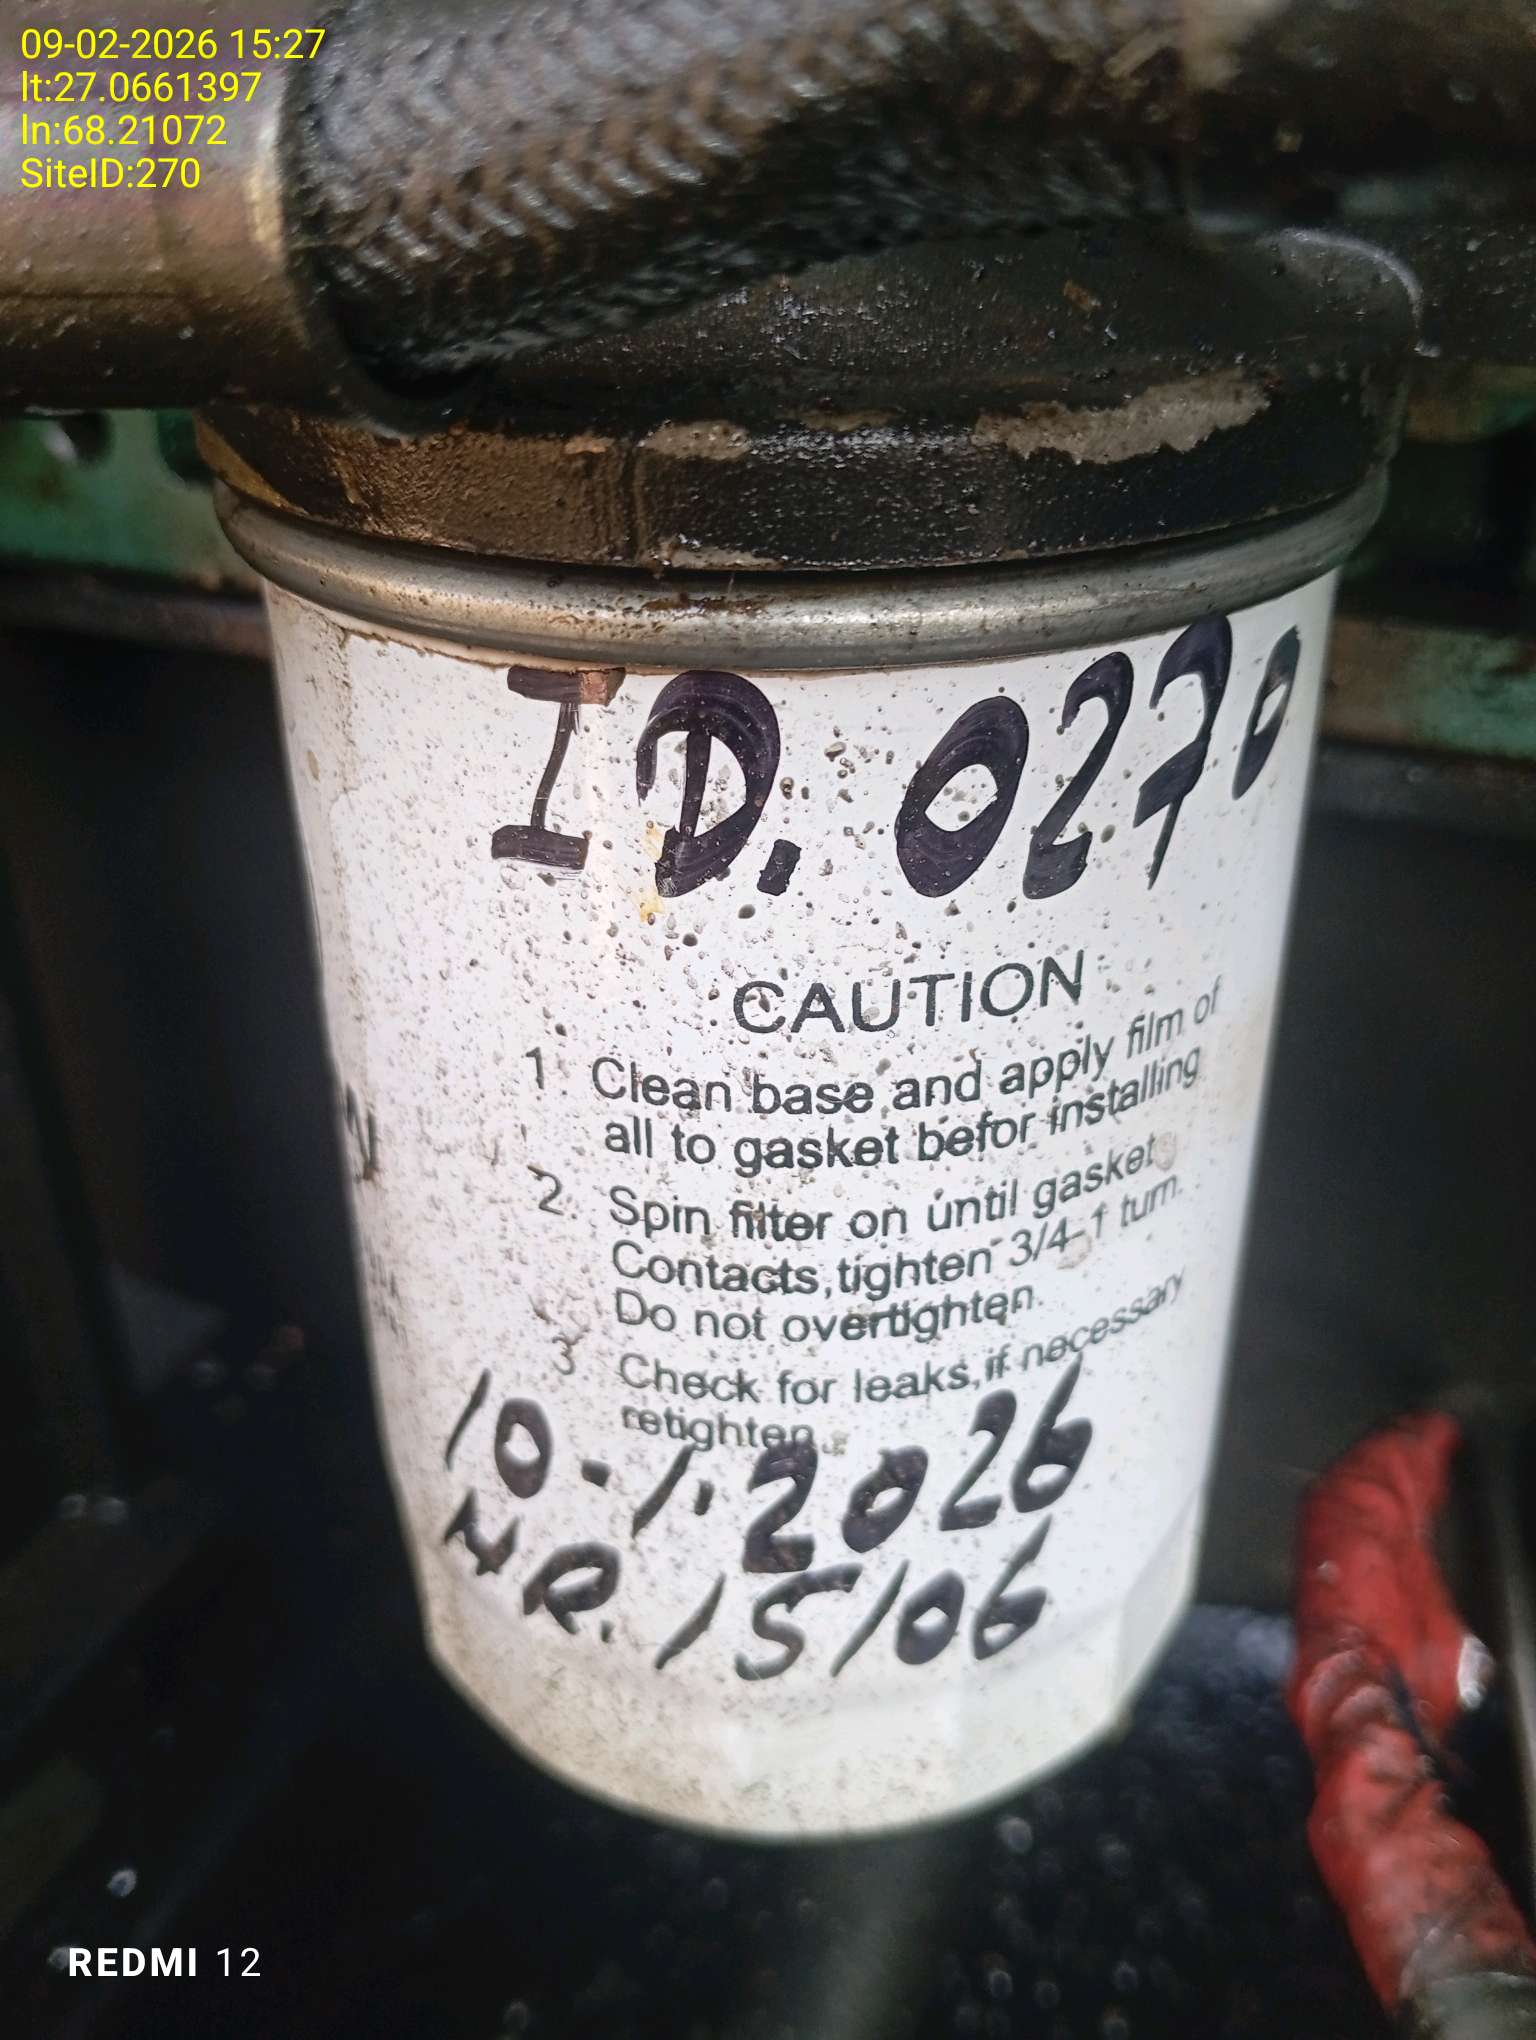 09-02-2026 15:27
lt:27.0661397
ln:68.21072
SiteID:270
ID. 0270
CAUTION
1 Clean base and apply film of
all to gasket befor installing
2. Spin filter on until gasket
Contacts,tighten 3/4-1 turn.
Do not overtighten.
3. Check for leaks,if necessary
retighten.
10-1.2026
HR. 15106
REDMI 12